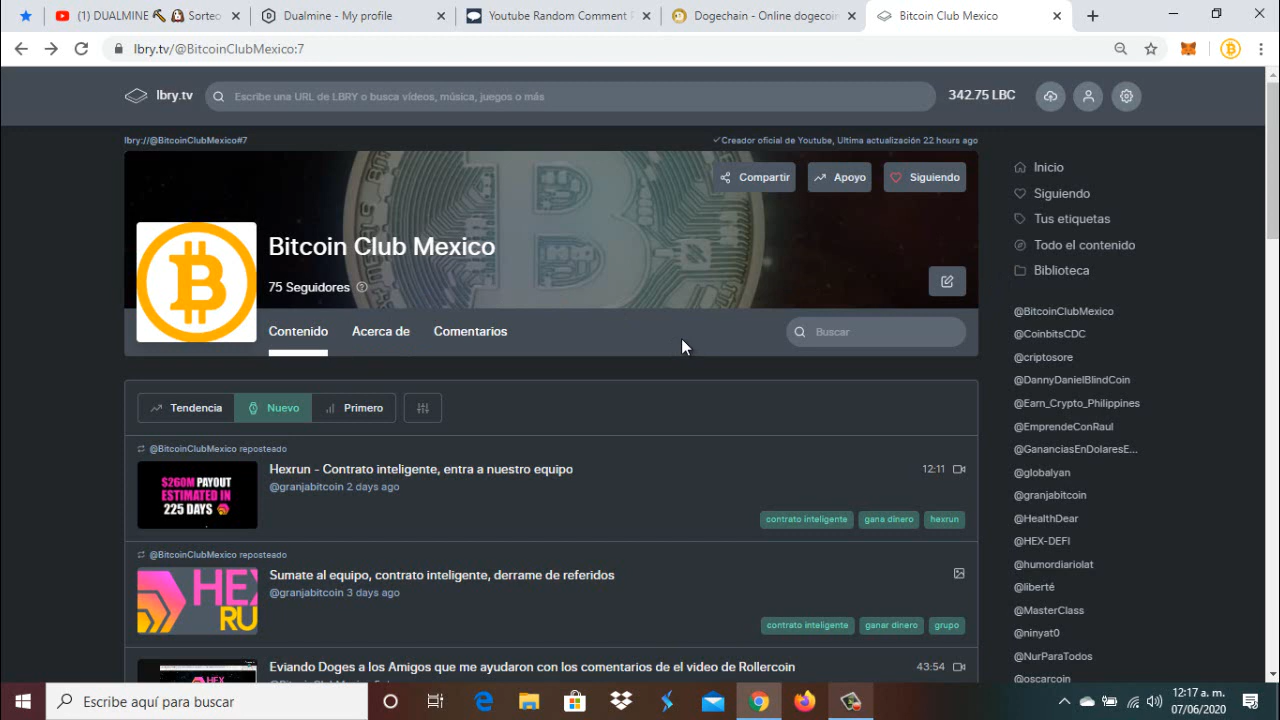 (1) DUALMINE Sorteo
Dualmine - My profile
Youtube Random Comment P
Dogechain - Online dogecoin
Bitcoin Club Mexico
lbry.tv/@BitcoinClubMexico:7
lbry.tv
Escribe una URL de LBRY o busca vídeos, música, juegos o más
342.75 LBC
lbry://@BitcoinClubMexico#7
Creador oficial de Youtube, Ultima actualización 22 hours ago
Compartir
Apoyo
Siguiendo
Bitcoin Club Mexico
75 Seguidores
Contenido
Acerca de
Comentarios
Buscar
Tendencia
Nuevo
Primero
@BitcoinClubMexico reposteado
$260M PAYOUT
ESTIMATED IN
225 DAYS
Hexrun - Contrato inteligente, entra a nuestro equipo
12:11
@granjabitcoin 2 days ago
contrato inteligente
gana dinero
hexrun
@BitcoinClubMexico reposteado
HEX
RU
Sumate al equipo, contrato inteligente, derrame de referidos
@granjabitcoin 3 days ago
contrato inteligente
ganar dinero
grupo
Eviando Doges a los Amigos que me ayudaron con los comentarios de el video de Rollercoin
43:54
Inicio
Siguiendo
Tus etiquetas
Todo el contenido
Biblioteca
@BitcoinClubMexico
@CoinbitsCDC
@criptosore
@DannyDanielBlindCoin
@Earn_Crypto_Philippines
@EmprendeConRaul
@GananciasEnDolaresE...
@globalyan
@granjabitcoin
@HealthDear
@HEX-DEFI
@humordiariolat
@liberté
@MasterClass
@ninyat0
@NurParaTodos
@oscarcoin
Escribe aquí para buscar
12:17 a. m.
07/06/2020